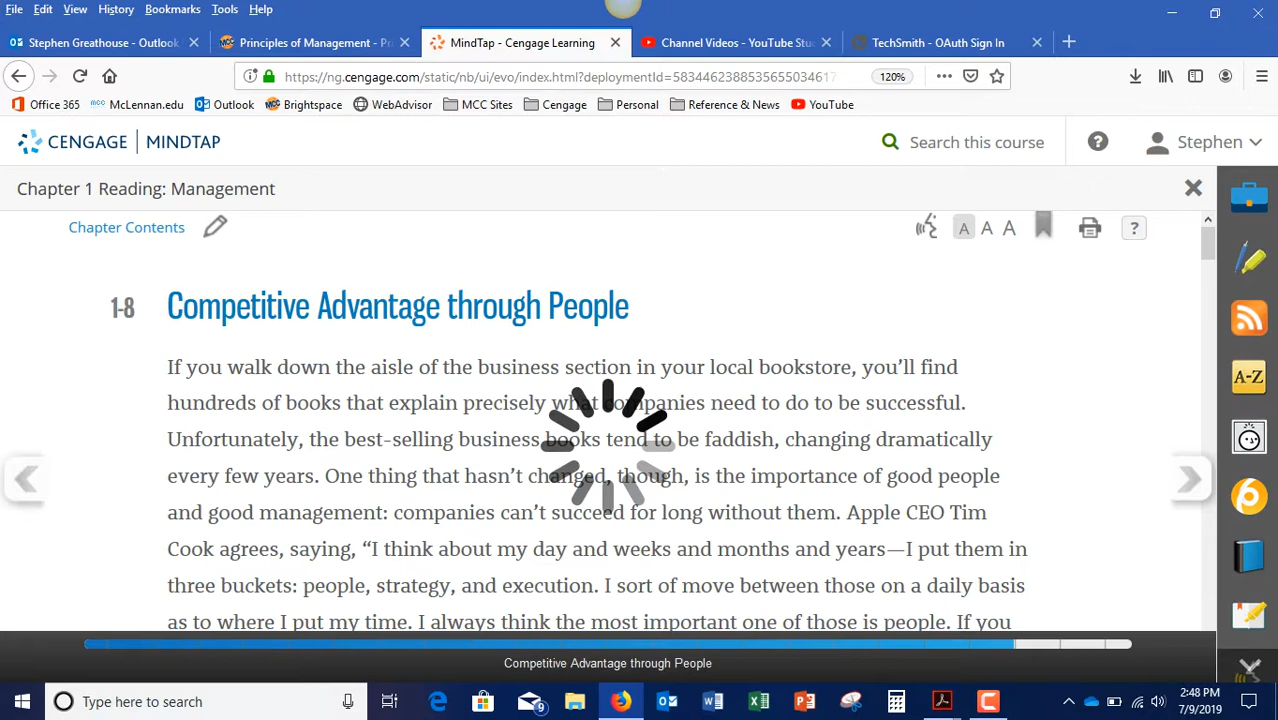 File Edit View History Bookmarks Tools Help
Stephen Greathouse - Outlook
Principles of Management - Pr
MindTap - Cengage Learning
Channel Videos - YouTube Stu
TechSmith - OAuth Sign In
https://ng.cengage.com/static/nb/ui/evo/index.html?deploymentId=583446238853565503461
120%
Office 365 McLennan.edu Outlook Brightspace WebAdvisor MCC Sites Cengage Personal Reference & News YouTube
CENGAGE | MINDTAP
Search this course
Stephen
Chapter 1 Reading: Management
Chapter Contents
A A A
?
1-8 Competitive Advantage through People
If you walk down the aisle of the business section in your local bookstore, you'll find
hundreds of books that explain precisely what companies need to do to be successful.
Unfortunately, the best-selling business books tend to be faddish, changing dramatically
every few years. One thing that hasn't changed, though, is the importance of good people
and good management: companies can't succeed for long without them. Apple CEO Tim
Cook agrees, saying, “I think about my day and weeks and months and years—I put them in
three buckets: people, strategy, and execution. I sort of move between those on a daily basis
as to where I put my time. I always think the most important one of those is people. If you
A-Z
Competitive Advantage through People
Type here to search
9
2:48 PM
7/9/2019